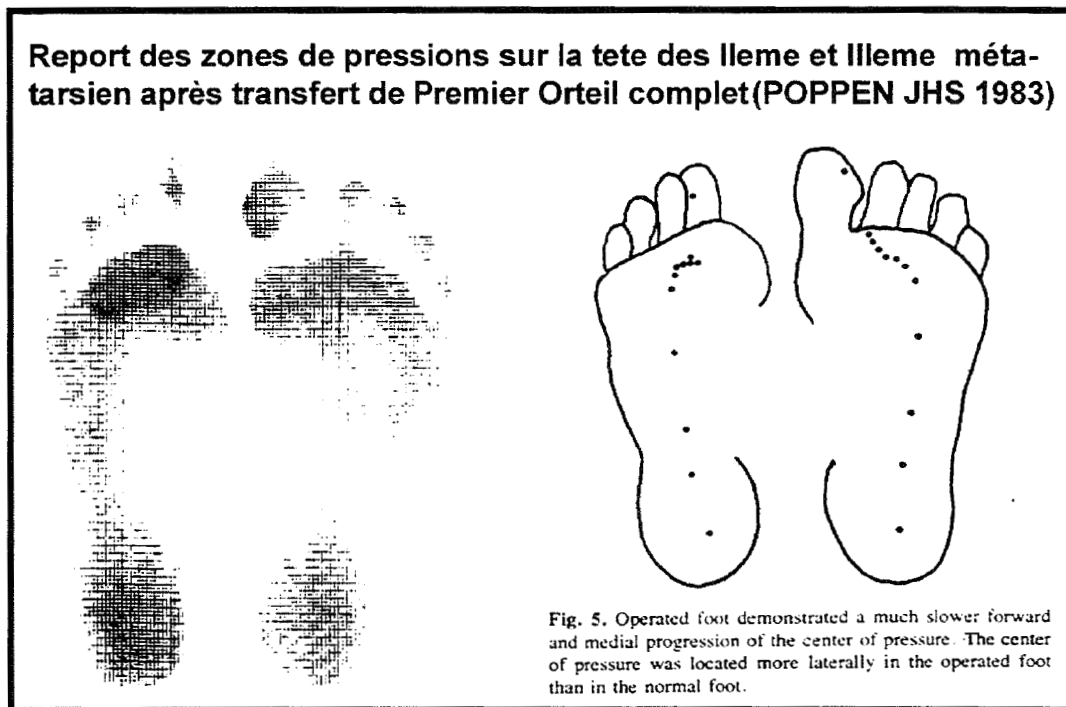 Report des zones de pressions sur la tete des IIeme et IIIeme méta-
tarsien après transfert de Premier Orteil complet(POPPEN JHS 1983)
Fig. 5. Operated foot demonstrated a much slower forward
and medial progression of the center of pressure. The center
of pressure was located more laterally in the operated foot
than in the normal foot.